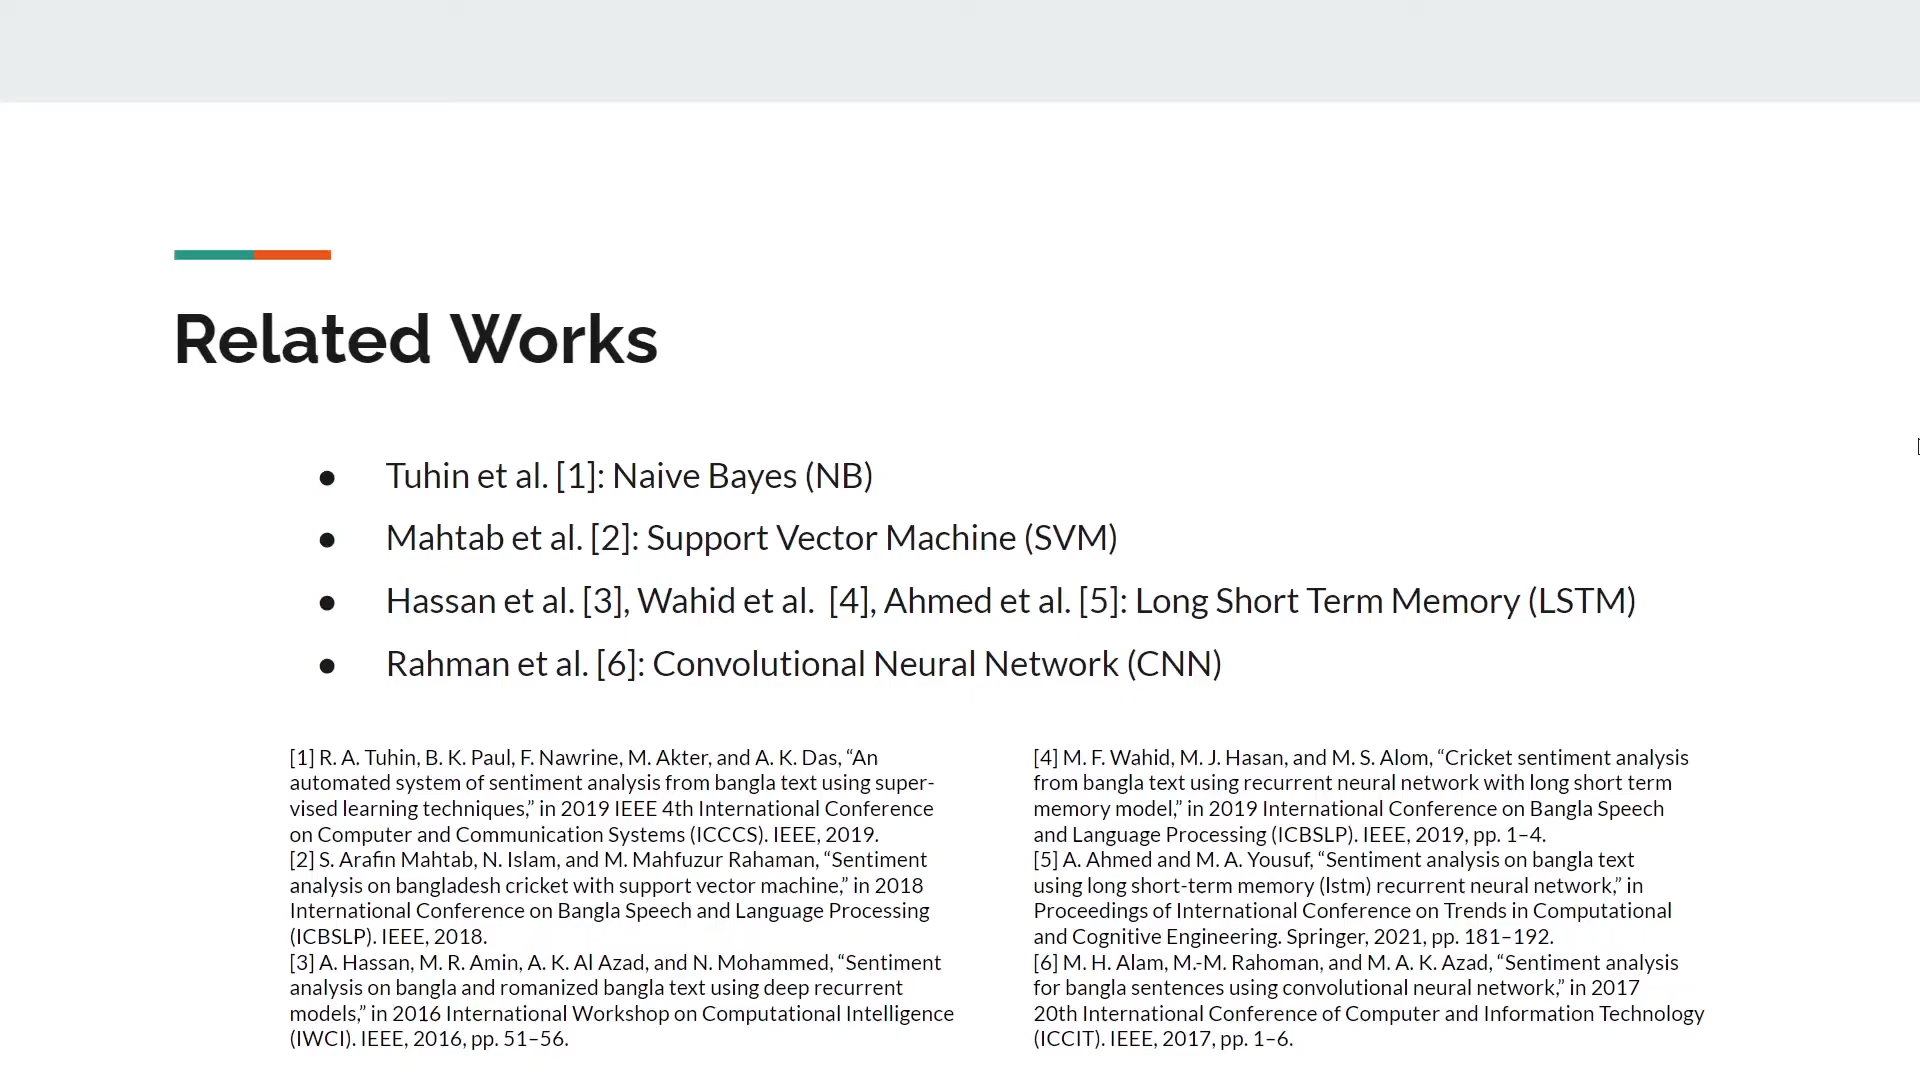 Related Works
● Tuhin et al. [1]: Naive Bayes (NB)
● Mahtab et al. [2]: Support Vector Machine (SVM)
● Hassan et al. [3], Wahid et al.  [4], Ahmed et al. [5]: Long Short Term Memory (LSTM)
● Rahman et al. [6]: Convolutional Neural Network (CNN)
[1] R. A. Tuhin, B. K. Paul, F. Nawrine, M. Akter, and A. K. Das, “An
automated system of sentiment analysis from bangla text using super-
vised learning techniques,” in 2019 IEEE 4th International Conference
on Computer and Communication Systems (ICCCS). IEEE, 2019.
[2] S. Arafin Mahtab, N. Islam, and M. Mahfuzur Rahaman, “Sentiment
analysis on bangladesh cricket with support vector machine,” in 2018
International Conference on Bangla Speech and Language Processing
(ICBSLP). IEEE, 2018.
[3] A. Hassan, M. R. Amin, A. K. Al Azad, and N. Mohammed, “Sentiment
analysis on bangla and romanized bangla text using deep recurrent
models,” in 2016 International Workshop on Computational Intelligence
(IWCI). IEEE, 2016, pp. 51–56.
[4] M. F. Wahid, M. J. Hasan, and M. S. Alom, “Cricket sentiment analysis
from bangla text using recurrent neural network with long short term
memory model,” in 2019 International Conference on Bangla Speech
and Language Processing (ICBSLP). IEEE, 2019, pp. 1–4.
[5] A. Ahmed and M. A. Yousuf, “Sentiment analysis on bangla text
using long short-term memory (lstm) recurrent neural network,” in
Proceedings of International Conference on Trends in Computational
and Cognitive Engineering. Springer, 2021, pp. 181–192.
[6] M. H. Alam, M.-M. Rahoman, and M. A. K. Azad, “Sentiment analysis
for bangla sentences using convolutional neural network,” in 2017
20th International Conference of Computer and Information Technology
(ICCIT). IEEE, 2017, pp. 1–6.